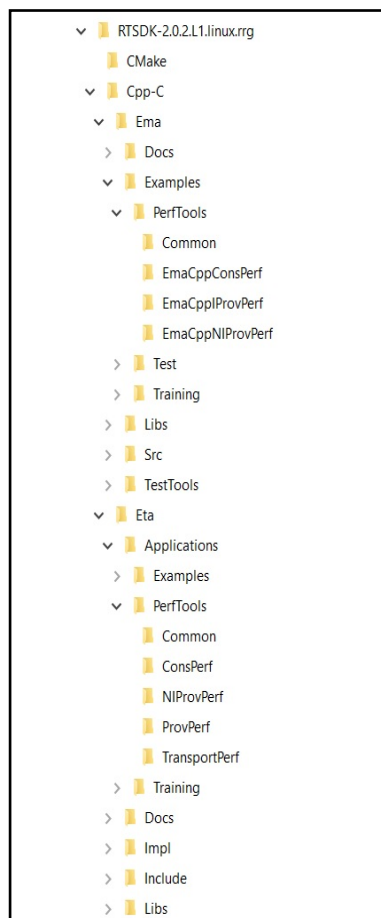 RTSDK-2.0.2.L1.linux.rrg
CMake
Cpp-C
Ema
Docs
Examples
PerfTools
Common
EmaCppConsPerf
EmaCppIProvPerf
EmaCppNIProvPerf
Test
Training
Libs
Src
TestTools
Eta
Applications
Examples
PerfTools
Common
ConsPerf
NIProvPerf
ProvPerf
TransportPerf
Training
Docs
Impl
Include
Libs